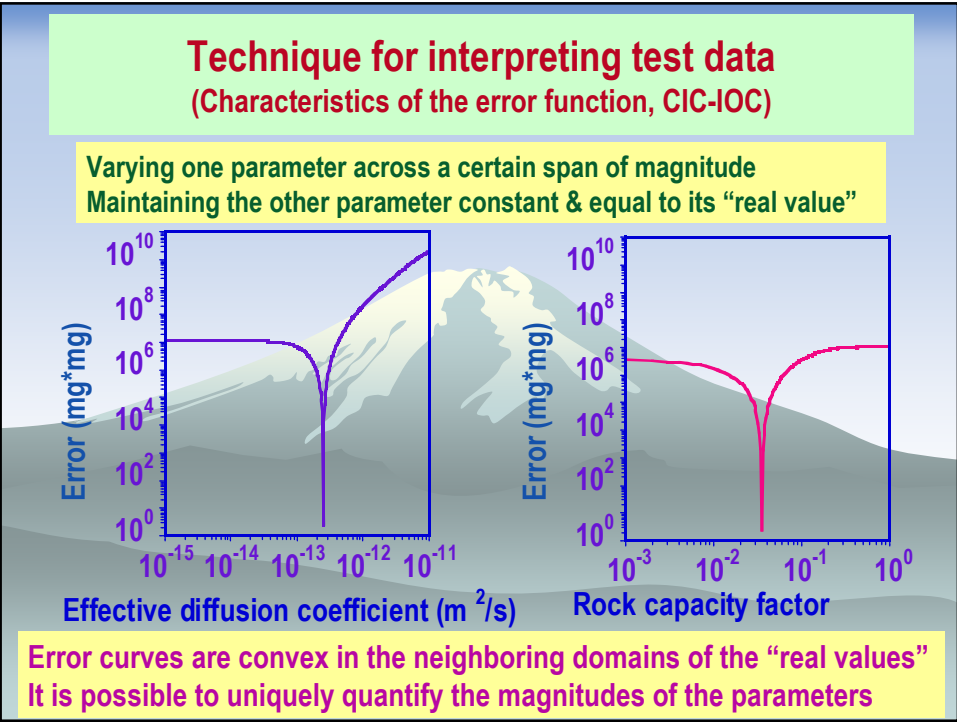 Technique for interpreting test data
(Characteristics of the error function, CIC-IOC)
Varying one parameter across a certain span of magnitude
Maintaining the other parameter constant & equal to its “real value”
Error (mg*mg)
10^10
10^8
10^6
10^4
10^2
10^0
10^-15 10^-14 10^-13 10^-12 10^-11
Effective diffusion coefficient (m ^2/s)
Error (mg*mg)
10^10
10^8
10^6
10^4
10^2
10^0
10^-3 10^-2 10^-1 10^0
Rock capacity factor
Error curves are convex in the neighboring domains of the “real values”
It is possible to uniquely quantify the magnitudes of the parameters